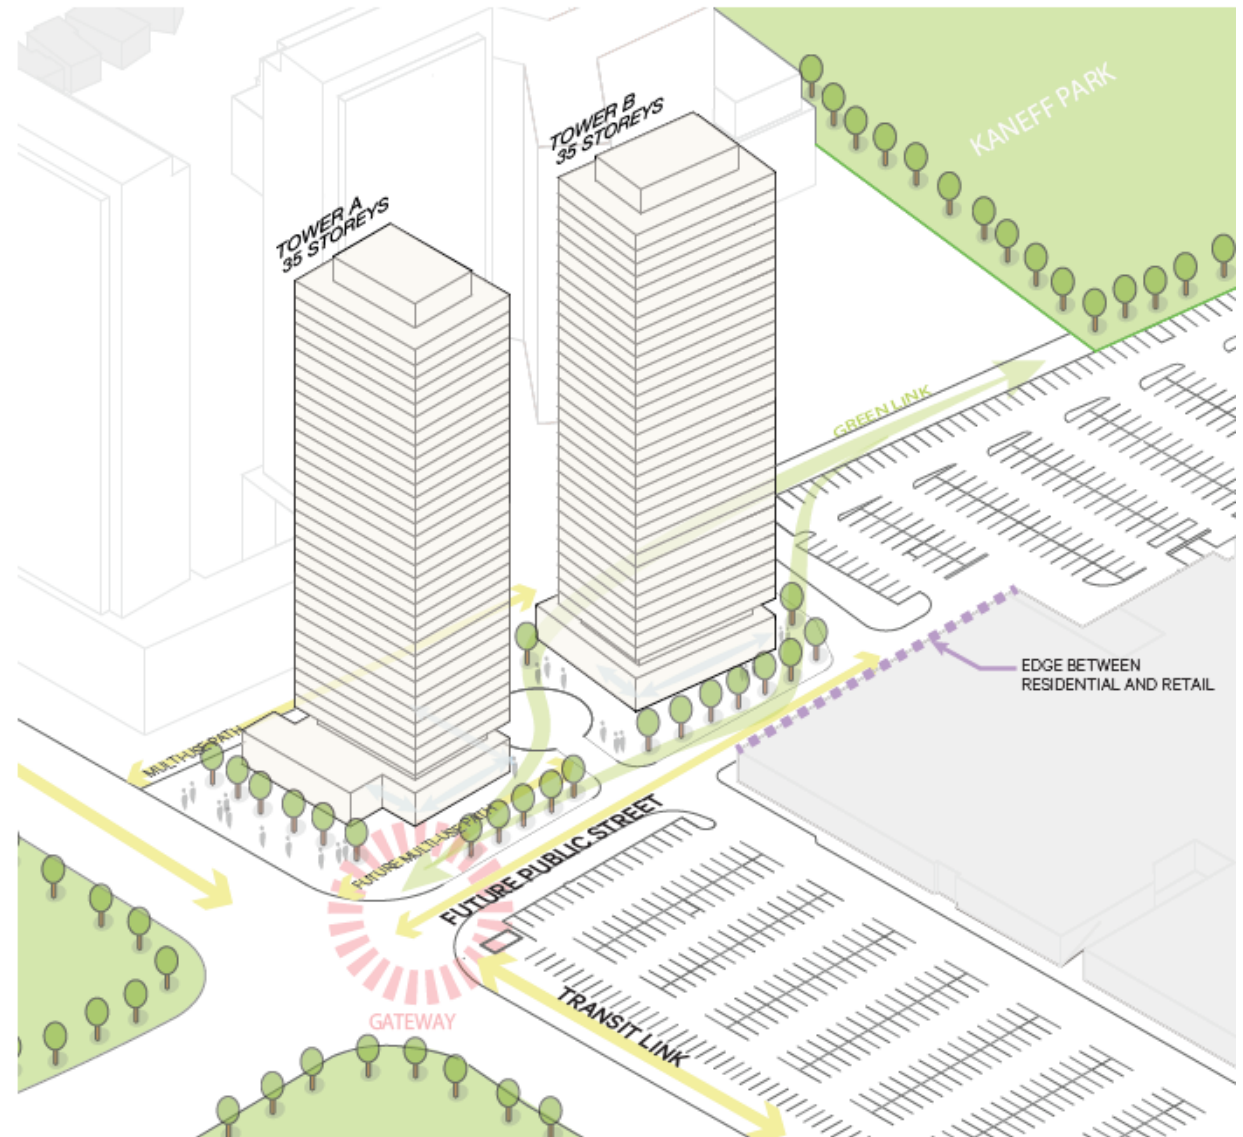 KANEFF PARK
TOWER B
35 STOREYS
TOWER A
35 STOREYS
GREEN LINK
EDGE BETWEEN
RESIDENTIAL AND RETAIL
MULTI-USE PATH
FUTURE MULTI-USE PATH
FUTURE PUBLIC STREET
TRANSIT LINK
GATEWAY